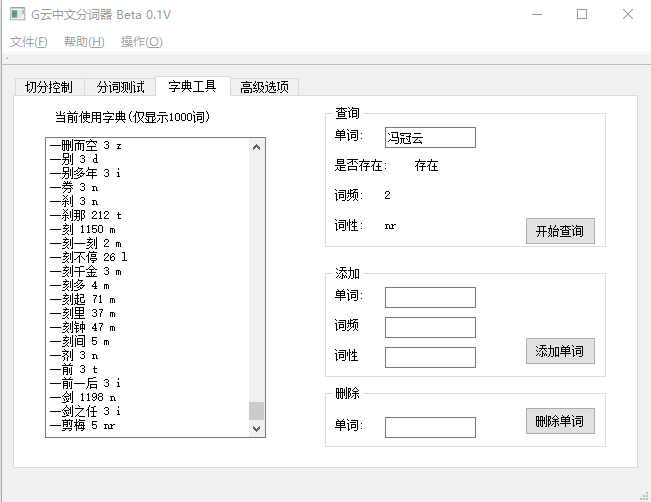 G云中文分词器 Beta 0.1V
文件(F) 帮助(H) 操作(O)
切分控制 分词测试 字典工具 高级选项
当前使用字典(仅显示1000词)
一删而空 3 z
一别 3 d
一别多年 3 i
一券 3 n
一刹 3 n
一刹那 212 t
一刻 1150 m
一刻一刻 2 m
一刻不停 26 l
一刻千金 3 m
一刻多 4 m
一刻起 71 m
一刻里 37 m
一刻钟 47 m
一刻间 5 m
一剂 3 n
一前 3 t
一前一后 3 i
一剑 1198 n
一剑之任 3 i
一剪梅 5 nr
查询
单词: 冯冠云
是否存在: 存在
词频: 2
词性: nr
开始查询
添加
单词:
词频
词性
添加单词
删除
单词:
删除单词